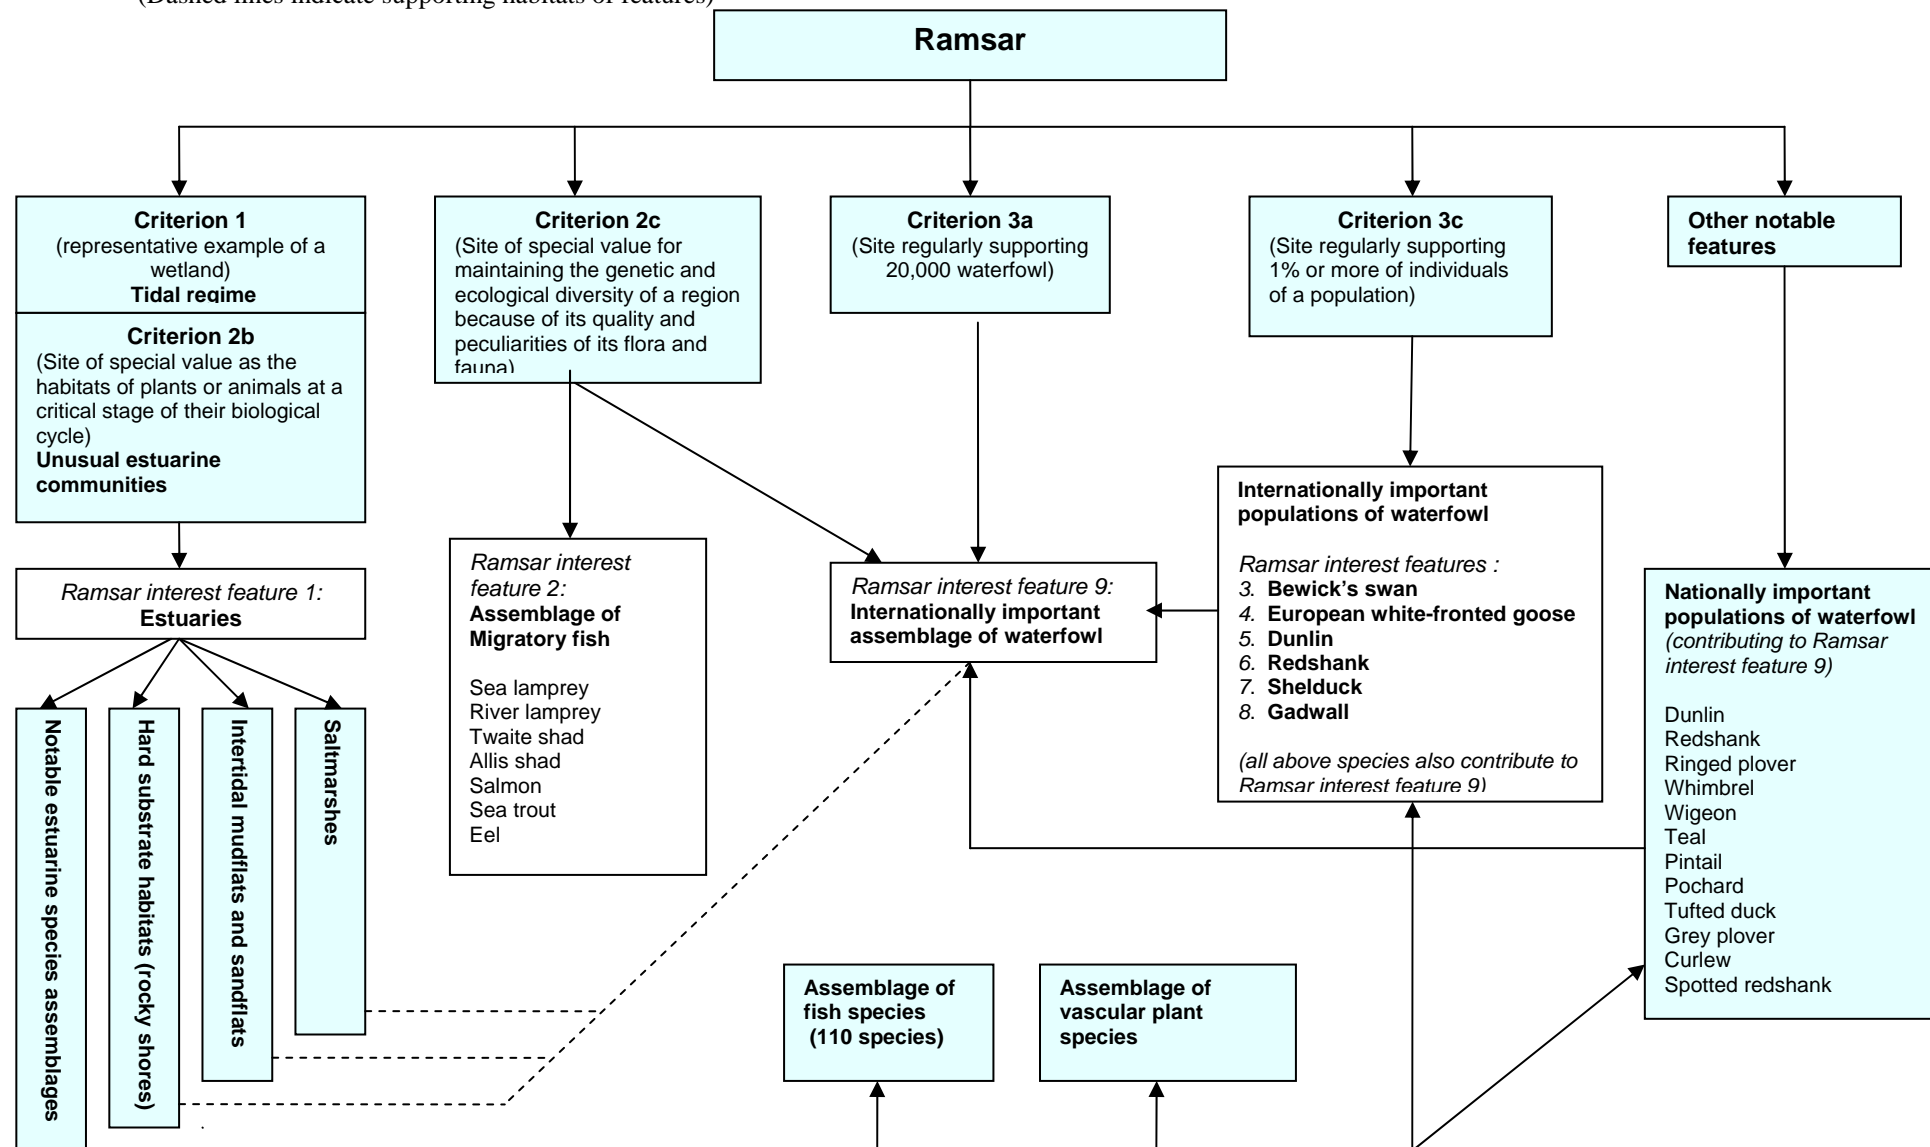 (Dashed lines indicate supporting habitats or features)
Ramsar
Criterion 1
(representative example of a
wetland)
Tidal regime
Criterion 2b
(Site of special value as the
habitats of plants or animals at a
critical stage of their biological
cycle)
Unusual estuarine
communities
Criterion 2c
(Site of special value for
maintaining the genetic and
ecological diversity of a region
because of its quality and
peculiarities of its flora and
fauna)
Criterion 3a
(Site regularly supporting
20,000 waterfowl)
Criterion 3c
(Site regularly supporting
1% or more of individuals
of a population)
Other notable
features
Ramsar interest feature 1:
Estuaries
Ramsar interest
feature 2:
Assemblage of
Migratory fish
Sea lamprey
River lamprey
Twaite shad
Allis shad
Salmon
Sea trout
Eel
Ramsar interest feature 9:
Internationally important
assemblage of waterfowl
Internationally important
populations of waterfowl
Ramsar interest features :
3. Bewick’s swan
4. European white-fronted goose
5. Dunlin
6. Redshank
7. Shelduck
8. Gadwall
(all above species also contribute to
Ramsar interest feature 9)
Nationally important
populations of waterfowl
(contributing to Ramsar
interest feature 9)
Dunlin
Redshank
Ringed plover
Whimbrel
Wigeon
Teal
Pintail
Pochard
Tufted duck
Grey plover
Curlew
Spotted redshank
Notable estuarine species assemblages
Hard substrate habitats (rocky shores)
Intertidal mudflats and sandflats
Saltmarshes
Assemblage of
fish species
(110 species)
Assemblage of
vascular plant
species